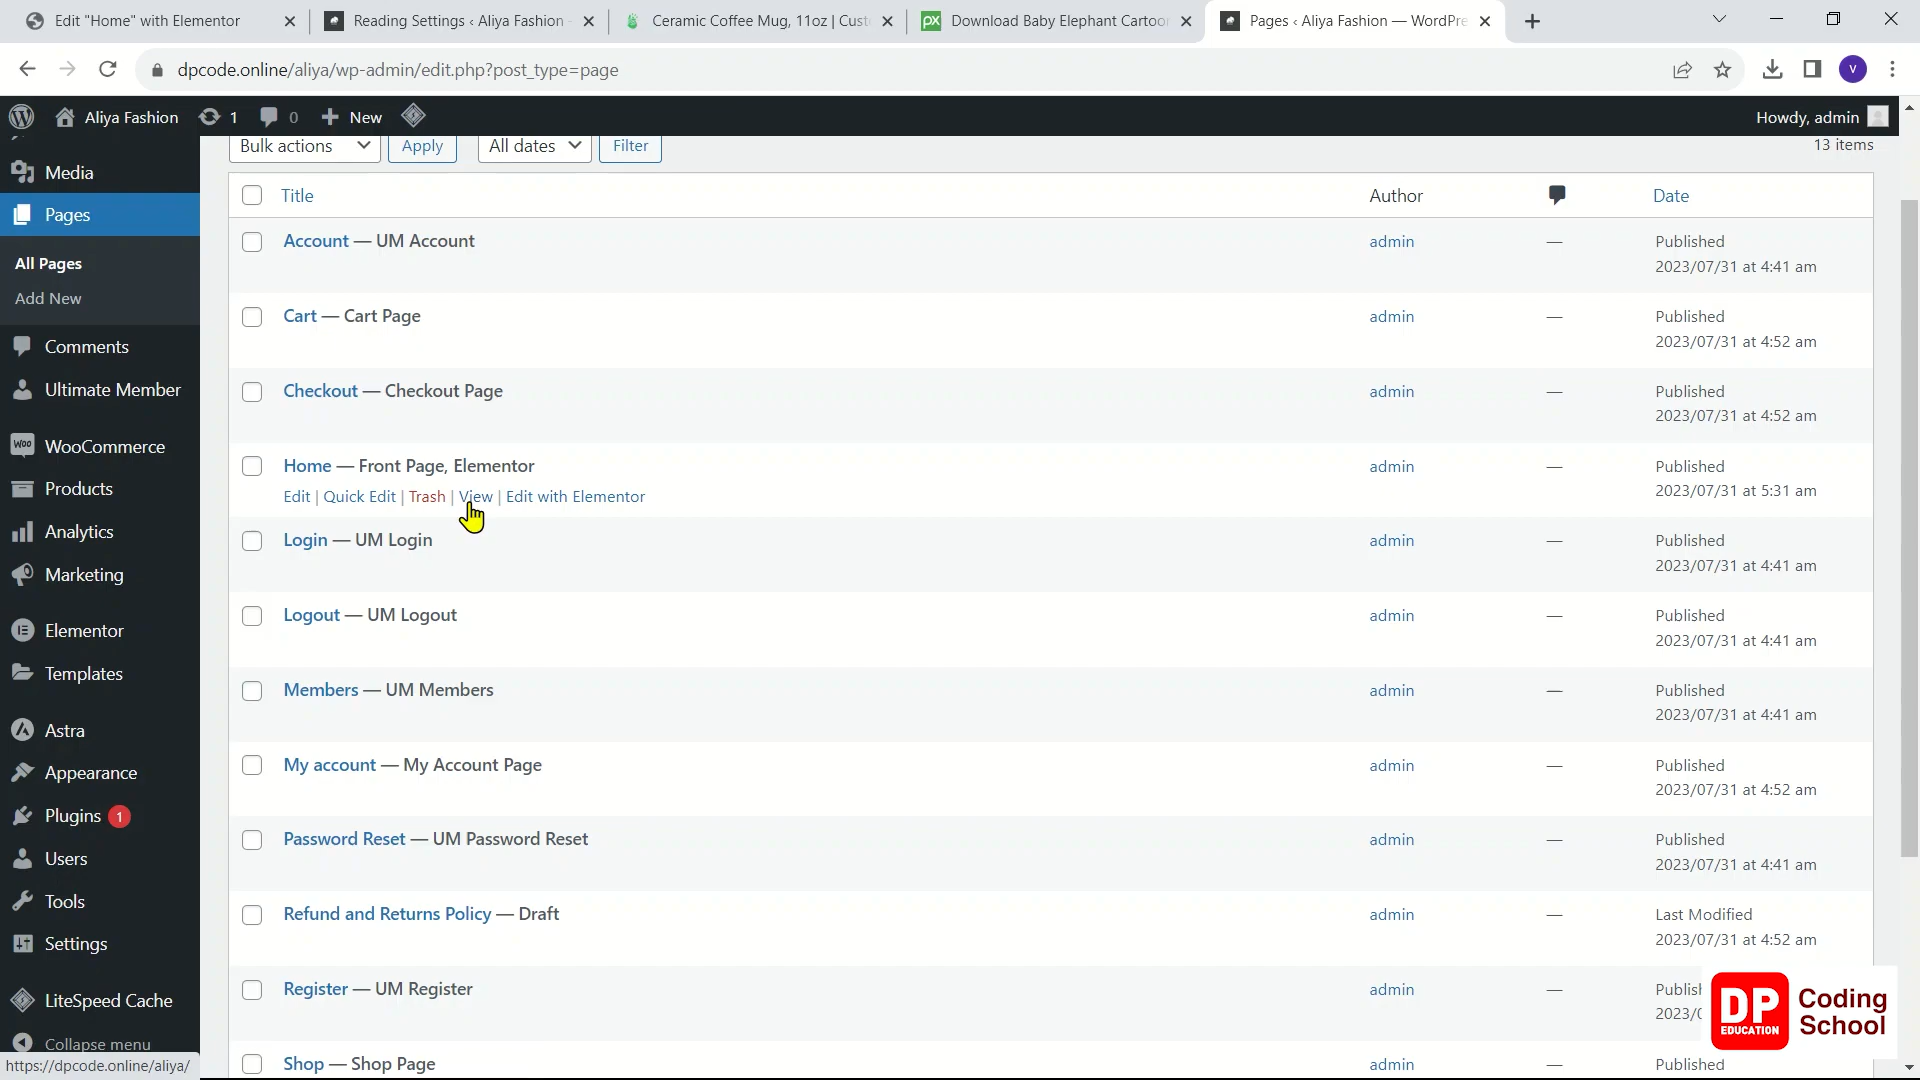 Edit "Home" with Elementor
Reading Settings ‹ Aliya Fashion
Ceramic Coffee Mug, 11oz | Cust
Download Baby Elephant Cartoon
Pages ‹ Aliya Fashion — WordPre
dpcode.online/aliya/wp-admin/edit.php?post_type=page
V
Aliya Fashion
1
0
New
Howdy, admin
Bulk actions
Apply
All dates
Filter
13 items
Media
Pages
All Pages
Add New
Comments
Ultimate Member
WooCommerce
Products
Analytics
Marketing
Elementor
Templates
Astra
Appearance
Plugins 1
Users
Tools
Settings
LiteSpeed Cache
Collapse menu
https://dpcode.online/aliya/
Title Author Date
Account — UM Account admin — Published
2023/07/31 at 4:41 am
Cart — Cart Page admin — Published
2023/07/31 at 4:52 am
Checkout — Checkout Page admin — Published
2023/07/31 at 4:52 am
Home — Front Page, Elementor admin — Published
Edit | Quick Edit | Trash | View | Edit with Elementor 2023/07/31 at 5:31 am
Login — UM Login admin — Published
2023/07/31 at 4:41 am
Logout — UM Logout admin — Published
2023/07/31 at 4:41 am
Members — UM Members admin — Published
2023/07/31 at 4:41 am
My account — My Account Page admin — Published
2023/07/31 at 4:52 am
Password Reset — UM Password Reset admin — Published
2023/07/31 at 4:41 am
Refund and Returns Policy — Draft admin — Last Modified
2023/07/31 at 4:52 am
Register — UM Register admin — Publish
2023/0
Shop — Shop Page admin — Published
DP
EDUCATION
Coding
School